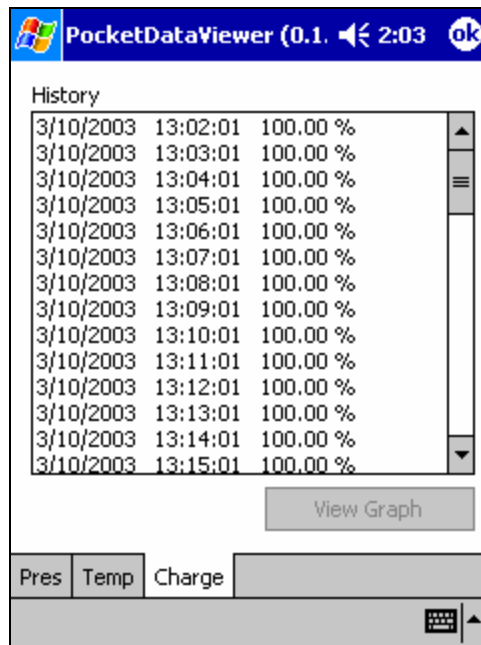 PocketDataViewer (0.1. 2:03 ok
History
3/10/2003 13:02:01 100.00 %
3/10/2003 13:03:01 100.00 %
3/10/2003 13:04:01 100.00 %
3/10/2003 13:05:01 100.00 %
3/10/2003 13:06:01 100.00 %
3/10/2003 13:07:01 100.00 %
3/10/2003 13:08:01 100.00 %
3/10/2003 13:09:01 100.00 %
3/10/2003 13:10:01 100.00 %
3/10/2003 13:11:01 100.00 %
3/10/2003 13:12:01 100.00 %
3/10/2003 13:13:01 100.00 %
3/10/2003 13:14:01 100.00 %
3/10/2003 13:15:01 100.00 %
View Graph
Pres Temp Charge